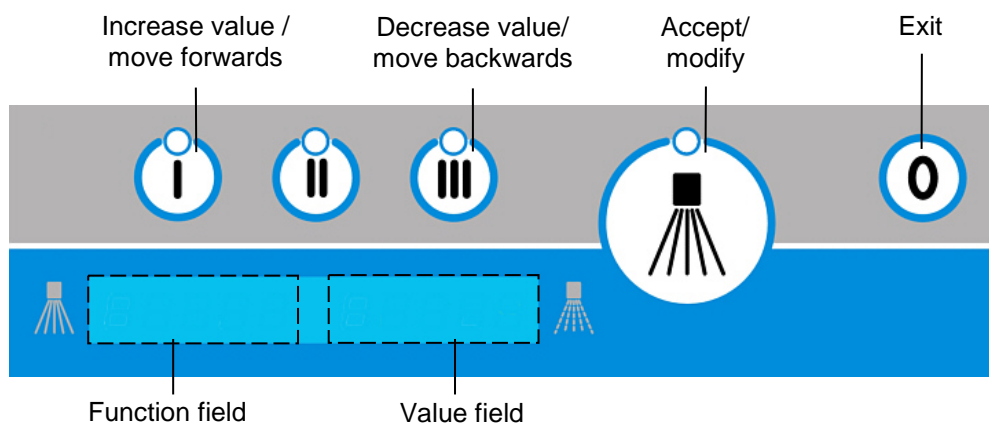 Increase value /
move forwards
Decrease value/
move backwards
Accept/
modify
Exit
I
II
III
0
Function field
Value field